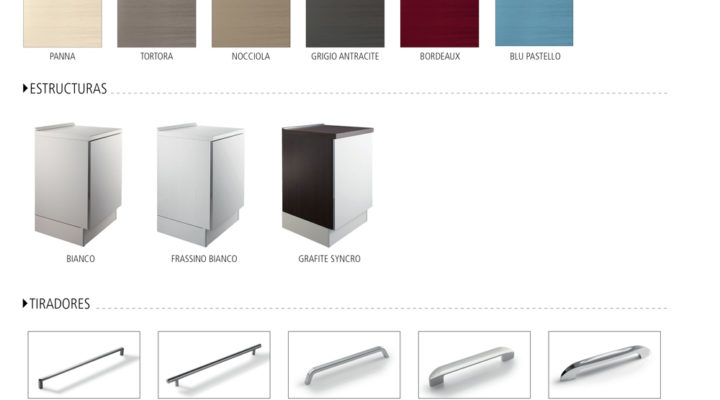 PANNA TORTORA NOCCIOLA GRIGIO ANTRACITE BORDEAUX BLU PASTELLO
ESTRUCTURAS
BIANCO FRASSINO BIANCO GRAFITE SYNCRO
TIRADORES